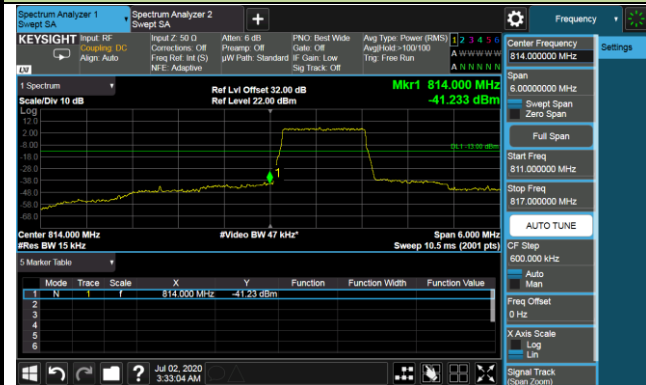 Spectrum Analyzer 1
Swept SA
Spectrum Analyzer 2
Swept SA
Frequency
KEYSIGHT
Input: RF
Coupling: DC
Align: Auto
Input Z: 50 Ω
Corrections: Off
Freq Ref: Int (S)
NFE: Adaptive
Atten: 6 dB
Preamp: Off
µW Path: Standard
PNO: Best Wide
Gate: Off
IF Gain: Low
Sig Track: Off
Avg Type: Power (RMS)
Avg|Hold:>100/100
Trig: Free Run
1 2 3 4 5 6
A W W W W W
A N N N N N
LXI
1 Spectrum
Scale/Div 10 dB
Log
Ref Lvl Offset 32.00 dB
Ref Level 22.00 dBm
Mkr1 814.000 MHz
-41.233 dBm
12.0
2.00
-8.00
-18.0
-28.0
-38.0
-48.0
-58.0
-68.0
DL1 -13.00 dBm
1
Center 814.000 MHz
#Res BW 15 kHz
#Video BW 47 kHz*
Span 6.000 MHz
Sweep 10.5 ms (2001 pts)
5 Marker Table
Mode Trace Scale X Y Function Function Width Function Value
1 N 1 f 814.000 MHz -41.23 dBm
2
3
4
5
6
Jul 02, 2020
3:33:04 AM
Center Frequency
814.000000 MHz
Settings
Span
6.00000000 MHz
Swept Span
Zero Span
Full Span
Start Freq
811.000000 MHz
Stop Freq
817.000000 MHz
AUTO TUNE
CF Step
600.000 kHz
Auto
Man
Freq Offset
0 Hz
X Axis Scale
Log
Lin
Signal Track
(Span Zoom)